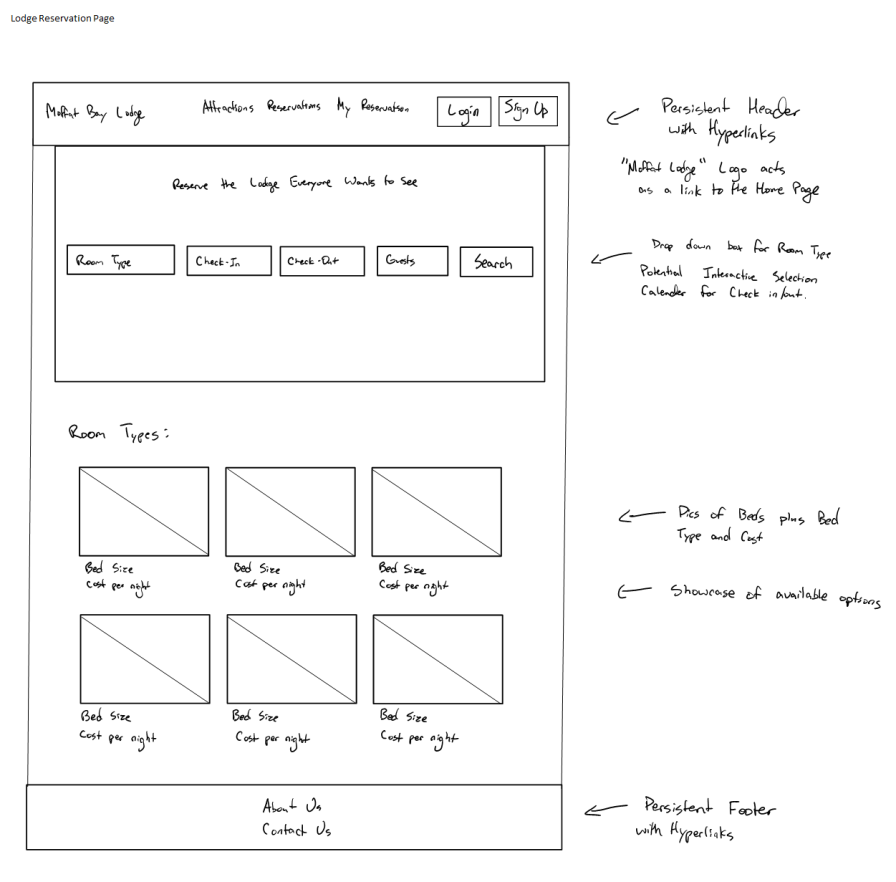 Lodge Reservation Page
Moffat Bay Lodge
Attractions Reservations My Reservation
Login
Sign Up
Persistent Header
with Hyperlinks
"Moffat Lodge" Logo acts
as a link to the Home Page
Reserve the Lodge Everyone Wants to See
Room Type
Check-In
Check-Out
Guests
Search
Drop down box for Room Type
Potential Interactive Selection
Calender for Check in/out.
Room Types:
Bed Size
Cost per night
Bed Size
Cost per night
Bed Size
Cost per night
Pics of Beds plus Bed
Type and Cost
Showcase of available options
Bed Size
Cost per night
Bed Size
Cost per night
Bed Size
Cost per night
About Us
Contact Us
Persistent Footer
with Hyperlinks